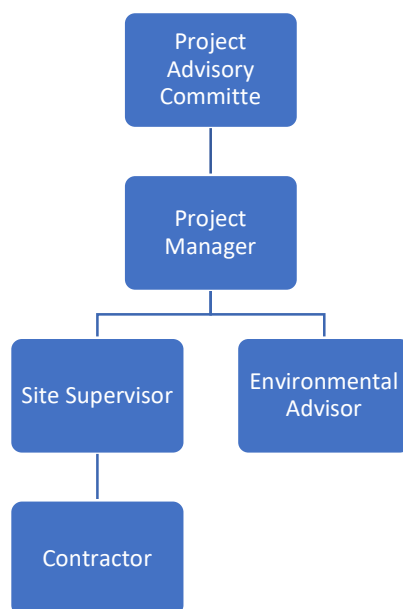 Project
Advisory
Committe
Project
Manager
Site Supervisor
Environmental
Advisor
Contractor